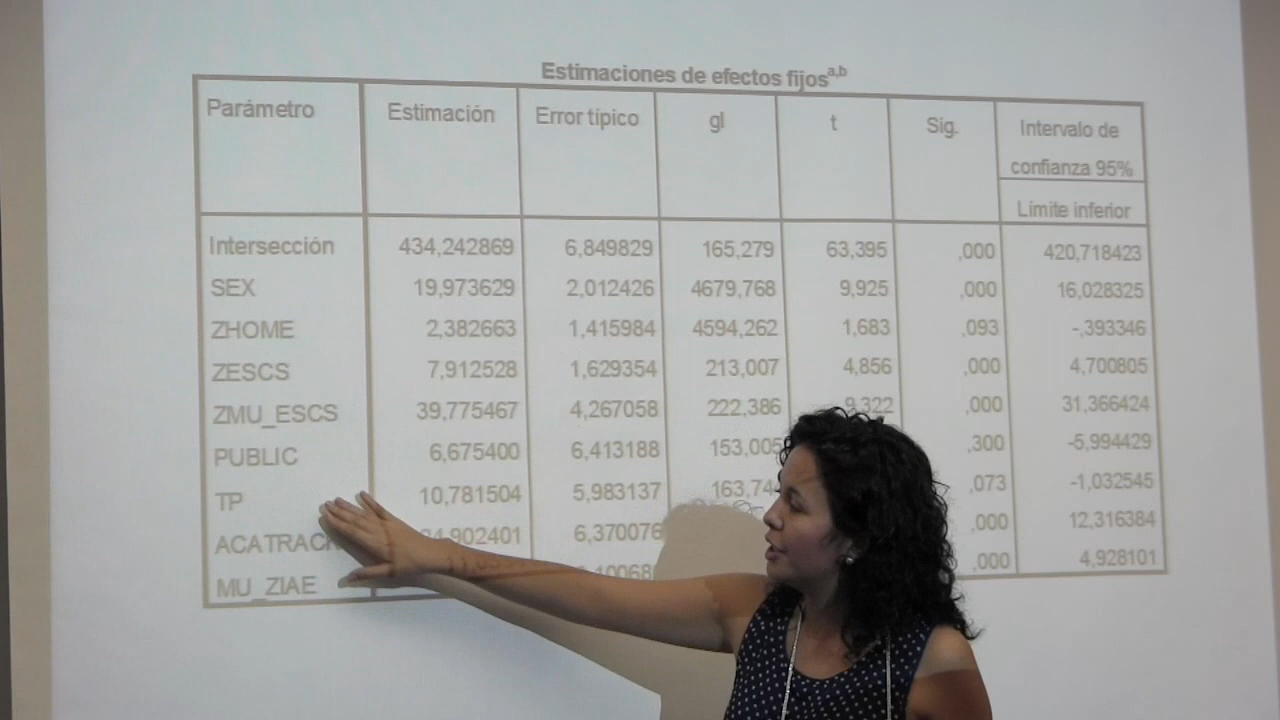 Estimaciones de efectos fijosa,b
Parámetro Estimación Error típico gl t Sig. Intervalo de
confianza 95%
Límite inferior
Intersección 434,242869 6,849829 165,279 63,395 ,000 420,718423
SEX 19,973629 2,012426 4679,768 9,925 ,000 16,028325
ZHOME 2,382663 1,415984 4594,262 1,683 ,093 -,393346
ZESCS 7,912528 1,629354 213,007 4,856 ,000 4,700805
ZMU_ESCS 39,775467 4,267058 222,386 9,322 ,000 31,366424
PUBLIC 6,675400 6,413188 153,005 ,300 -5,994429
TP 10,781504 5,983137 ,073 -1,032545
6,370076 ,000 12,316384
MU_ZIAE ,000 4,928101